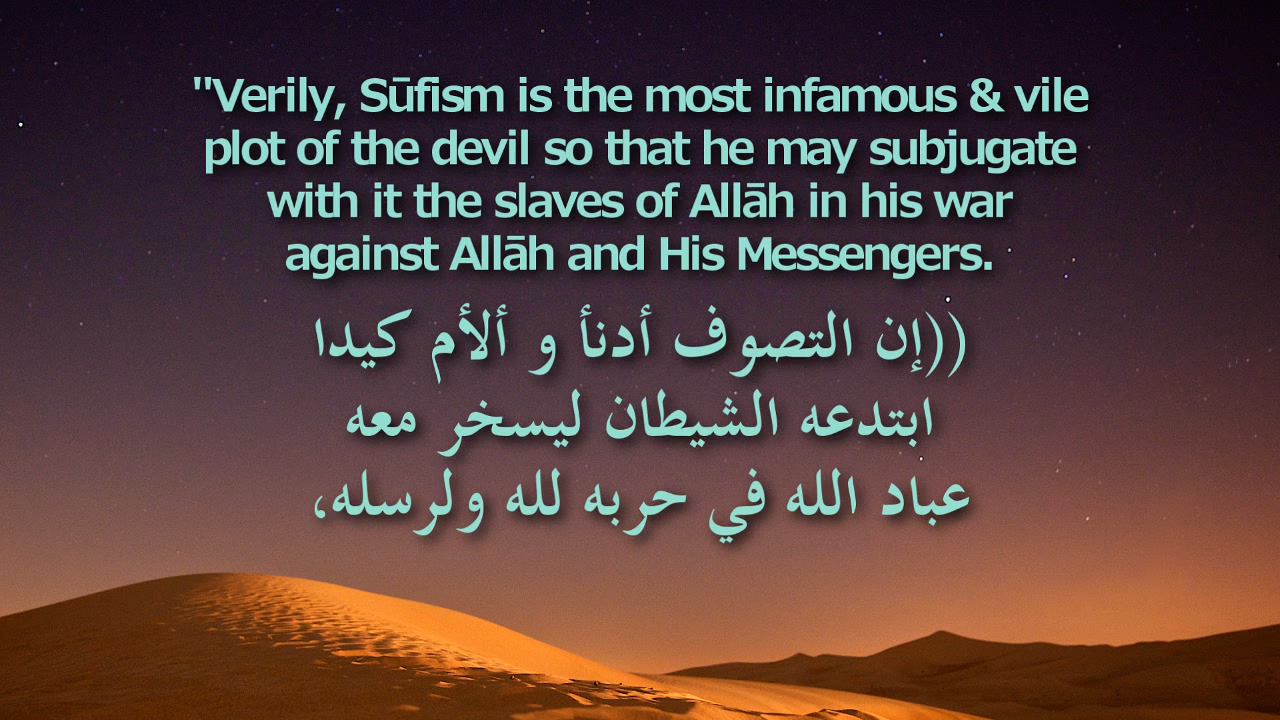 "Verily, Sūfism is the most infamous & vile
plot of the devil so that he may subjugate
with it the slaves of Allāh in his war
against Allāh and His Messengers.
((إن التصوف أدنأ و ألأم كيدا
ابتدعه الشيطان ليسخر معه
عباد الله في حربه لله ولرسله،